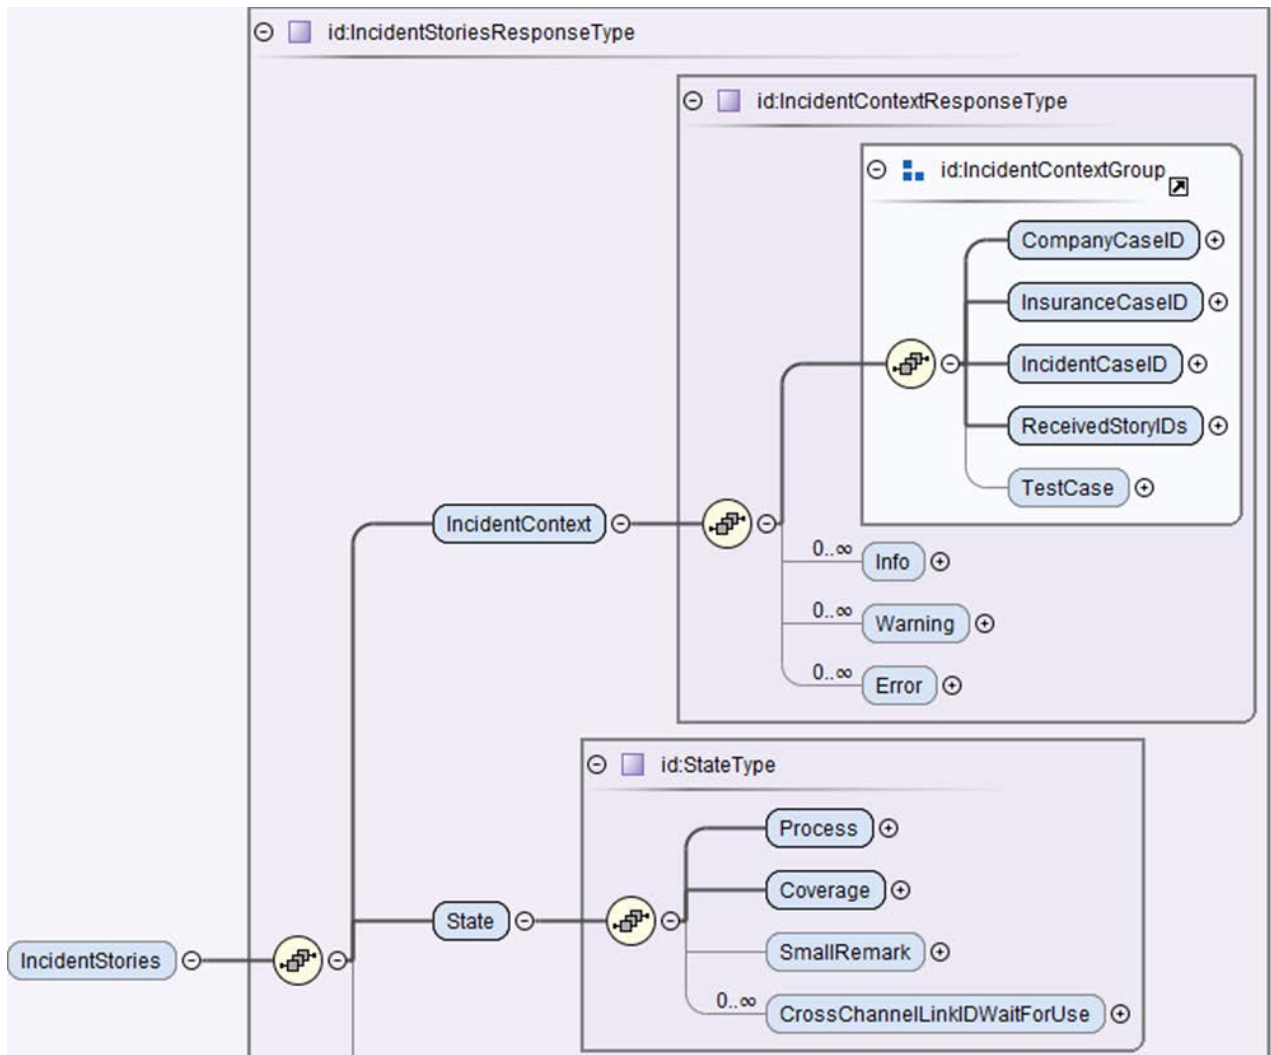 id:IncidentStoriesResponseType
id:IncidentContextResponseType
id:IncidentContextGroup
CompanyCaseID
InsuranceCaseID
IncidentCaseID
ReceivedStoryIDs
TestCase
IncidentContext
0..∞ Info
0..∞ Warning
0..∞ Error
id:StateType
Process
Coverage
State
SmallRemark
IncidentStories
0..∞ CrossChannelLinkIDWaitForUse